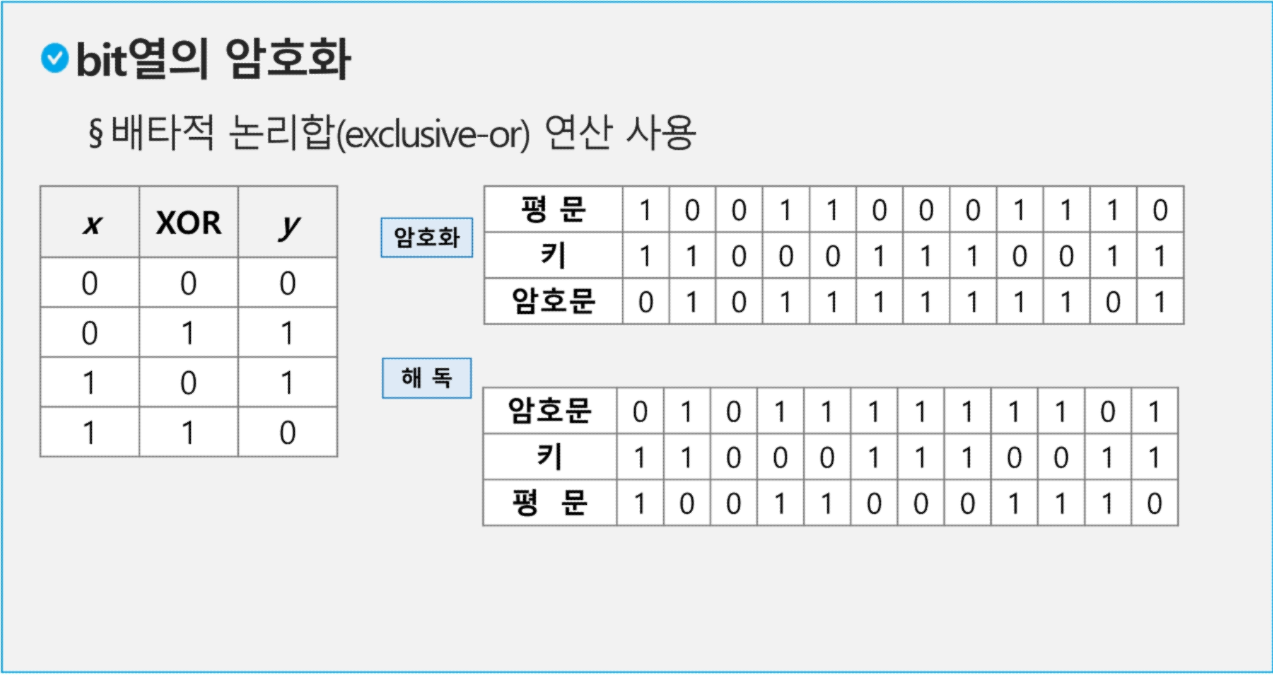 bit열의 암호화
§ 배타적 논리합(exclusive-or) 연산 사용
x XOR y
0 0 0
0 1 1
1 0 1
1 1 0
암호화
평 문 1 0 0 1 1 0 0 0 1 1 1 0
키 1 1 0 0 0 1 1 1 0 0 1 1
암호문 0 1 0 1 1 1 1 1 1 1 0 1
해 독
암호문 0 1 0 1 1 1 1 1 1 1 0 1
키 1 1 0 0 0 1 1 1 0 0 1 1
평 문 1 0 0 1 1 0 0 0 1 1 1 0